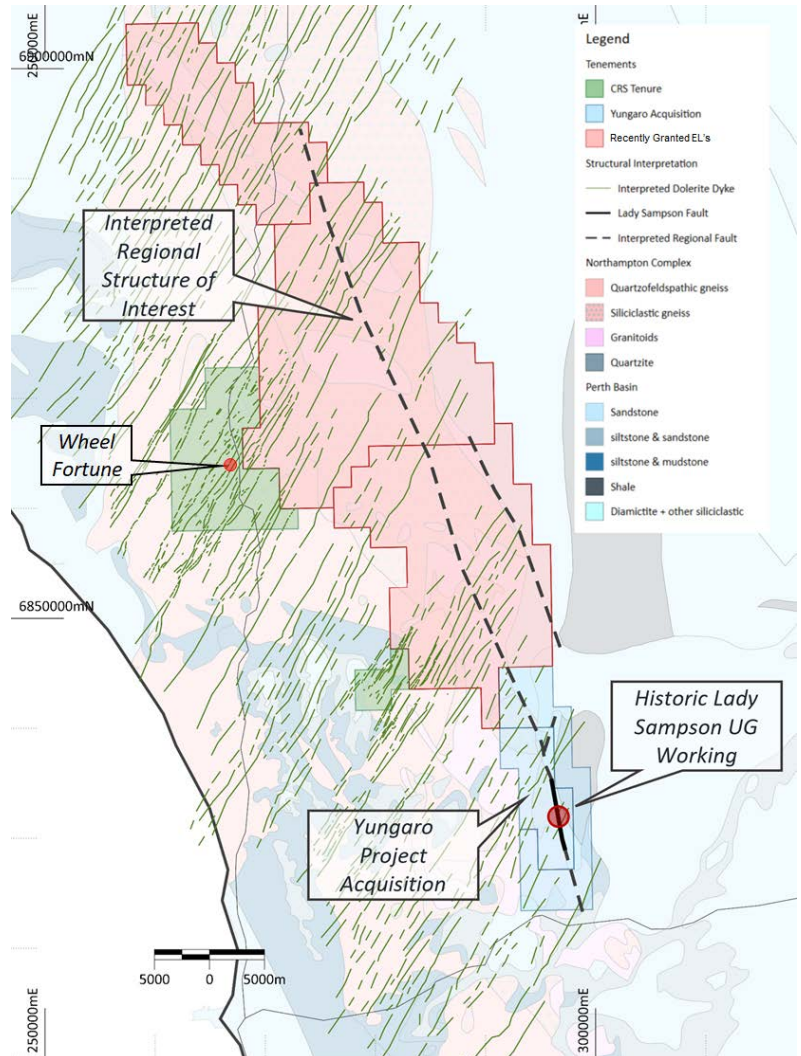 250000mE
6900000mN
300000mE
Legend
Tenements
CRS Tenure
Yungaro Acquisition
Recently Granted EL's
Structural Interpretation
Interpreted Dolerite Dyke
Lady Sampson Fault
Interpreted Regional Fault
Northampton Complex
Quartzofeldspathic gneiss
Siliciclastic gneiss
Granitoids
Quartzite
Perth Basin
Sandstone
siltstone & sandstone
siltstone & mudstone
Shale
Diamictite + other siliciclastic
Interpreted
Regional
Structure of
Interest
Wheel
Fortune
6850000mN
Historic Lady
Sampson UG
Working
Yungaro
Project
Acquisition
5000 0 5000m
250000mE
300000mE